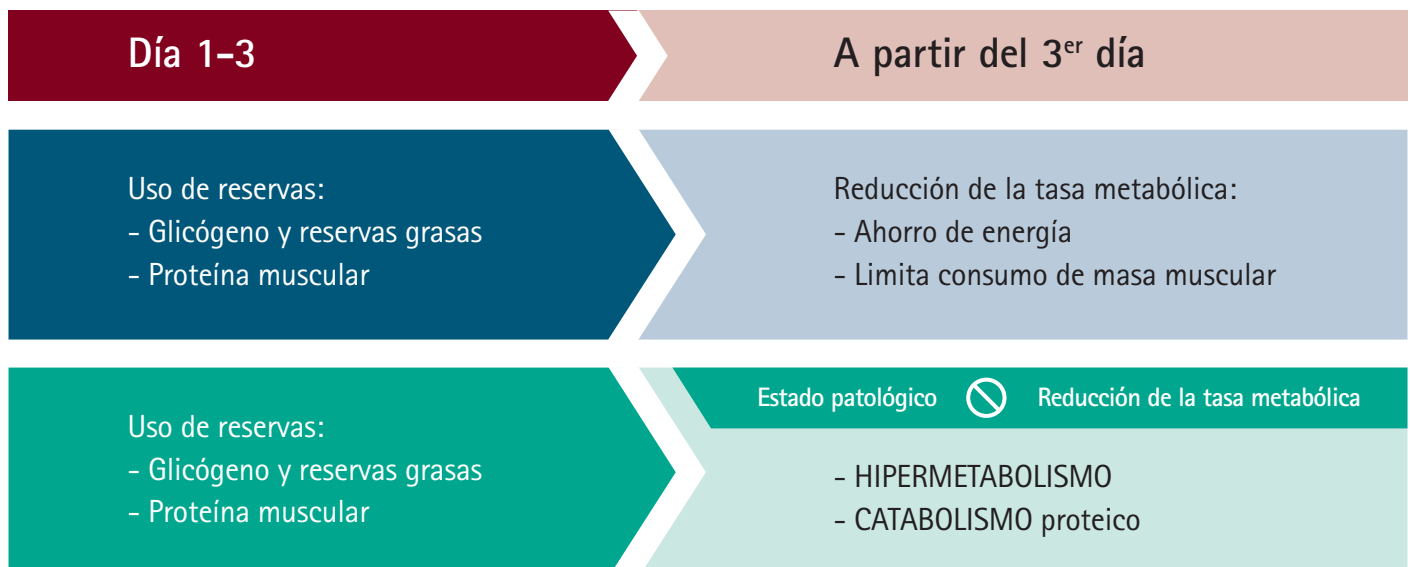 Día 1–3
A partir del 3er día
Uso de reservas:
- Glicógeno y reservas grasas
- Proteína muscular
Reducción de la tasa metabólica:
- Ahorro de energía
- Limita consumo de masa muscular
Uso de reservas:
- Glicógeno y reservas grasas
- Proteína muscular
Estado patológico Reducción de la tasa metabólica
- HIPERMETABOLISMO
- CATABOLISMO proteico